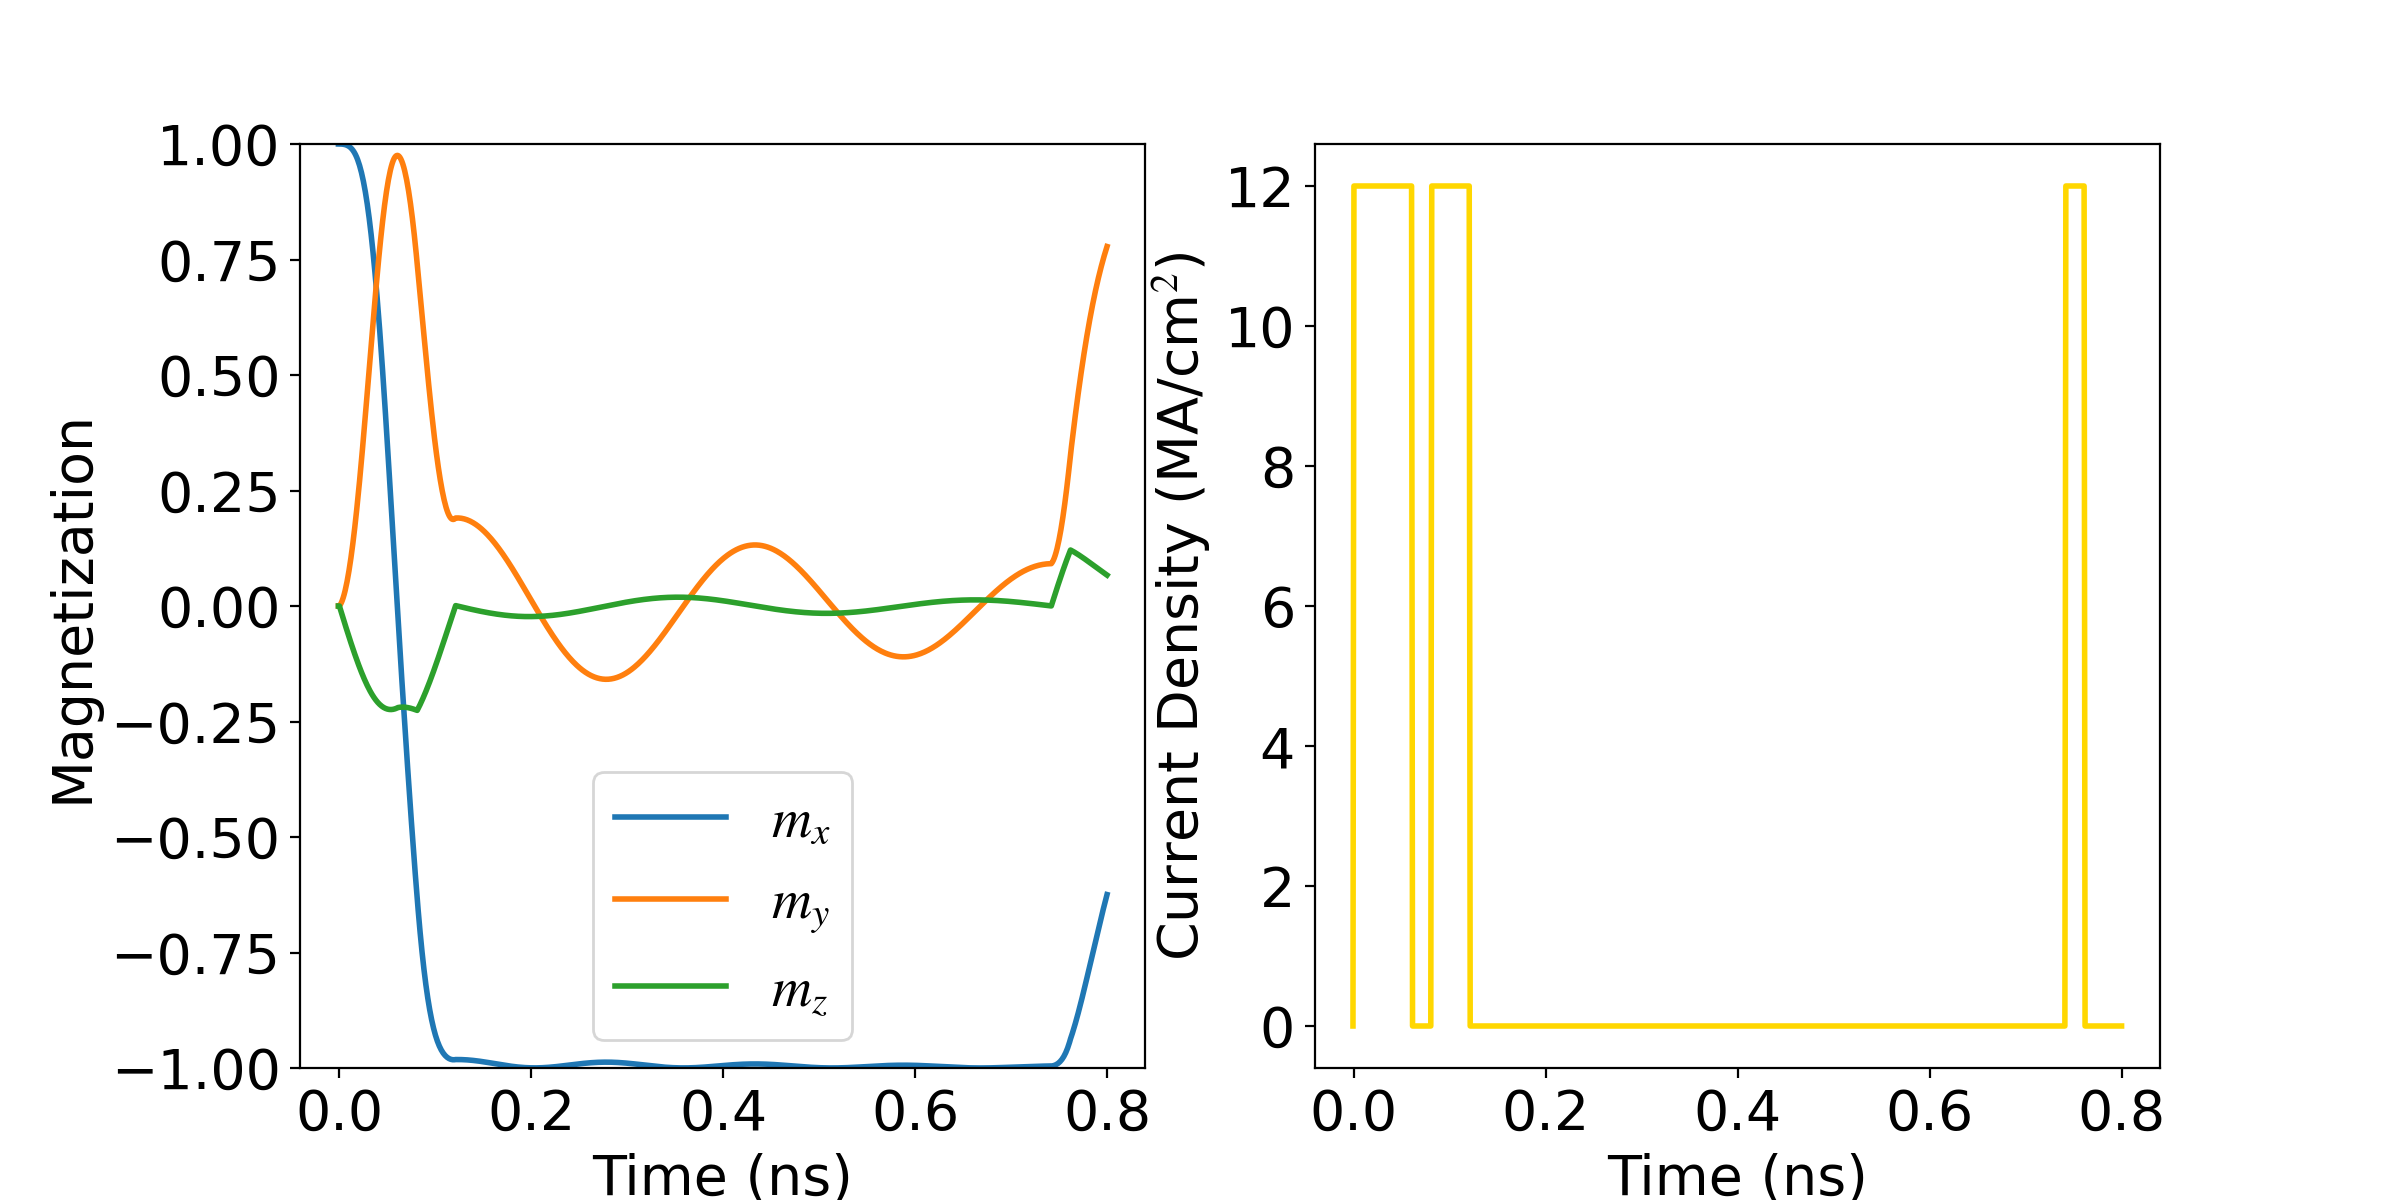 1.00
0.75
0.50
0.25
0.00
−0.25
−0.50
−0.75
−1.00
Magnetization
0.0 0.2 0.4 0.6 0.8
Time (ns)
m_x
m_y
m_z
12
10
8
6
4
2
0
Current Density (MA/cm²)
0.0 0.2 0.4 0.6 0.8
Time (ns)